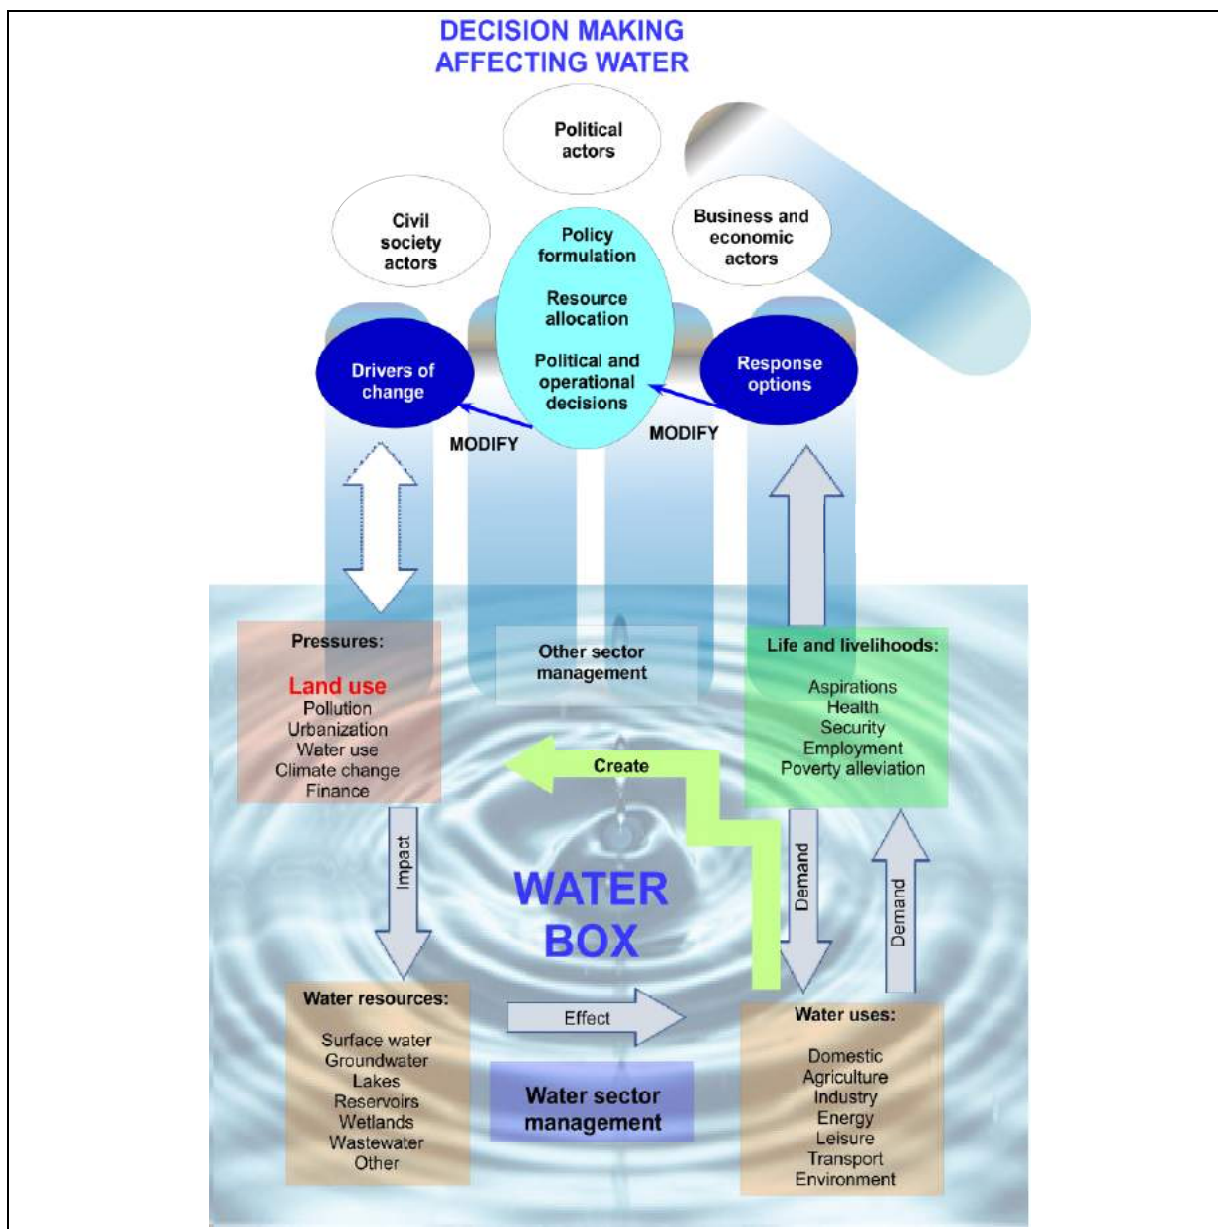 DECISION MAKING
AFFECTING WATER
Political
actors
Civil
society
actors
Business and
economic
actors
Policy
formulation
Resource
allocation
Political and
operational
decisions
Drivers of
change
Response
options
MODIFY
MODIFY
Pressures:
Land use
Pollution
Urbanization
Water use
Climate change
Finance
Other sector
management
Life and livelihoods:
Aspirations
Health
Security
Employment
Poverty alleviation
Create
Impact
WATER
BOX
Demand
Demand
Water resources:
Surface water
Groundwater
Lakes
Reservoirs
Wetlands
Wastewater
Other
Effect
Water sector
management
Water uses:
Domestic
Agriculture
Industry
Energy
Leisure
Transport
Environment